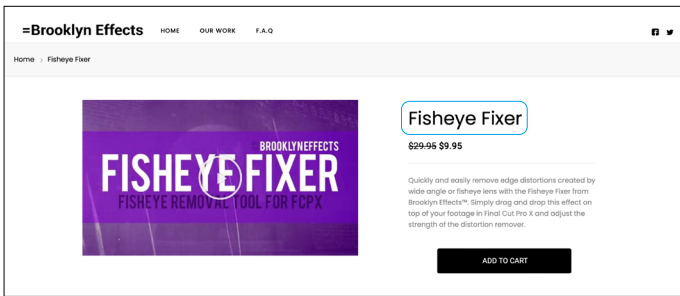 =Brooklyn Effects HOME OUR WORK F.A.Q
Home > Fisheye Fixer
BROOKLYNEFFECTS
FISHEYE FIXER
FISHEYE REMOVAL TOOL FOR FCPX
Fisheye Fixer
$29.95 $9.95
Quickly and easily remove edge distortions created by
wide angle or fisheye lens with the Fisheye Fixer from
Brooklyn Effects™. Simply drag and drop this effect on
top of your footage in Final Cut Pro X and adjust the
strength of the distortion remover.
ADD TO CART